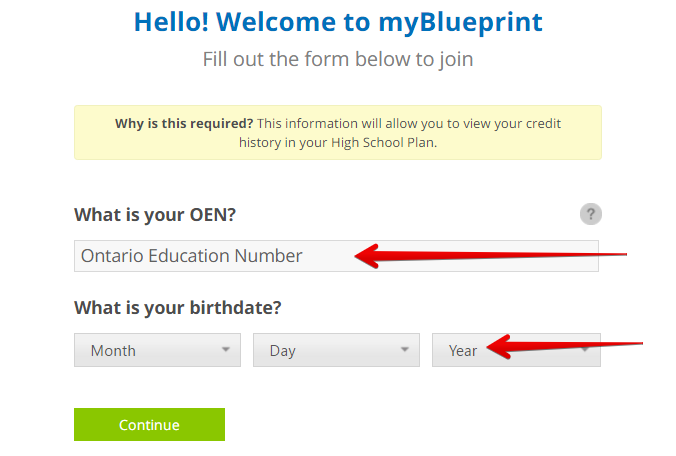 Hello! Welcome to myBlueprint
Fill out the form below to join
Why is this required? This information will allow you to view your credit
history in your High School Plan.
What is your OEN?
?
Ontario Education Number
What is your birthdate?
Month Day Year
Continue